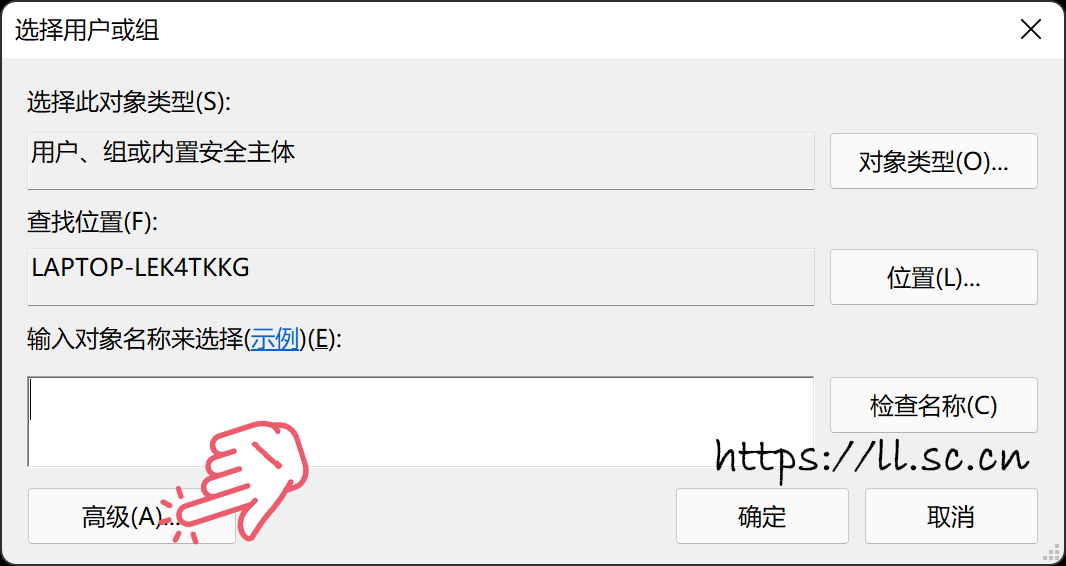 选择用户或组
选择此对象类型(S):
用户、组或内置安全主体
对象类型(O)...
查找位置(F):
LAPTOP-LEK4TKKG
位置(L)...
输入对象名称来选择(示例)(E):
检查名称(C)
https://ll.sc.cn
高级(A)...
确定
取消